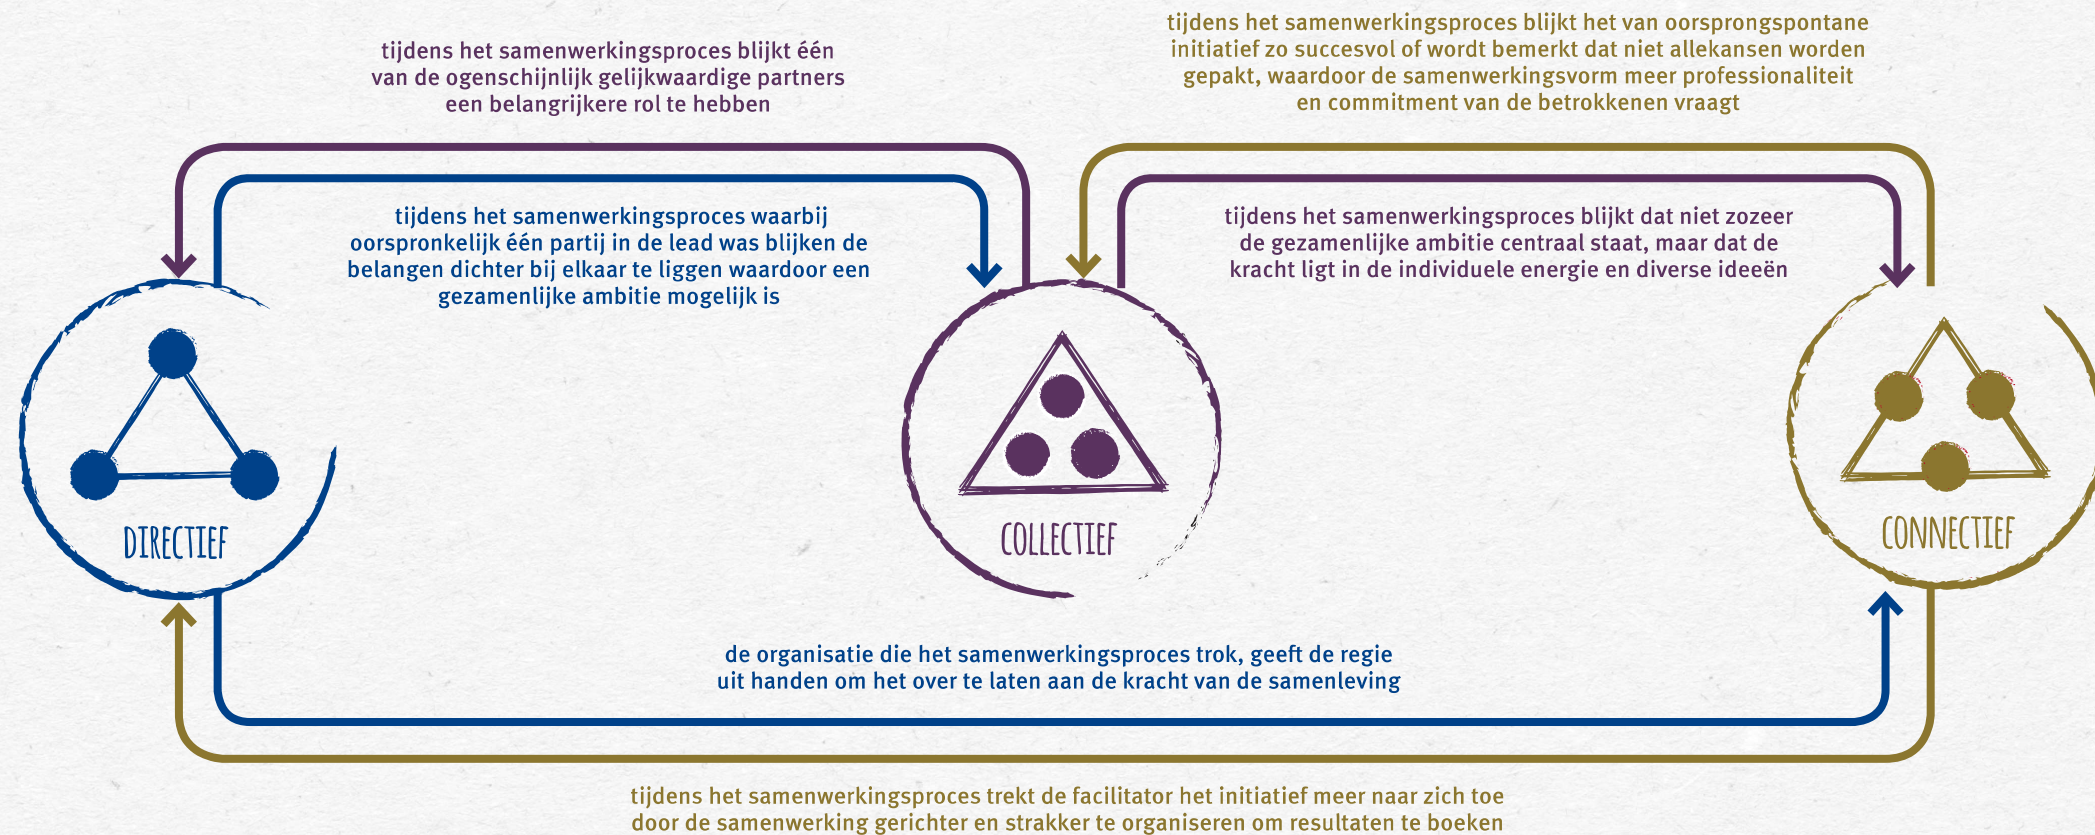 tijdens het samenwerkingsproces blijkt één
van de ogenschijnlijk gelijkwaardige partners
een belangrijkere rol te hebben
tijdens het samenwerkingsproces blijkt het van oorsprongspontane
initiatief zo succesvol of wordt bemerkt dat niet allekansen worden
gepakt, waardoor de samenwerkingsvorm meer professionaliteit
en commitment van de betrokkenen vraagt
tijdens het samenwerkingsproces waarbij
oorspronkelijk één partij in de lead was blijken de
belangen dichter bij elkaar te liggen waardoor een
gezamenlijke ambitie mogelijk is
tijdens het samenwerkingsproces blijkt dat niet zozeer
de gezamenlijke ambitie centraal staat, maar dat de
kracht ligt in de individuele energie en diverse ideeën
DIRECTIEF
COLLECTIEF
CONNECTIEF
de organisatie die het samenwerkingsproces trok, geeft de regie
uit handen om het over te laten aan de kracht van de samenleving
tijdens het samenwerkingsproces trekt de facilitator het initiatief meer naar zich toe
door de samenwerking gerichter en strakker te organiseren om resultaten te boeken